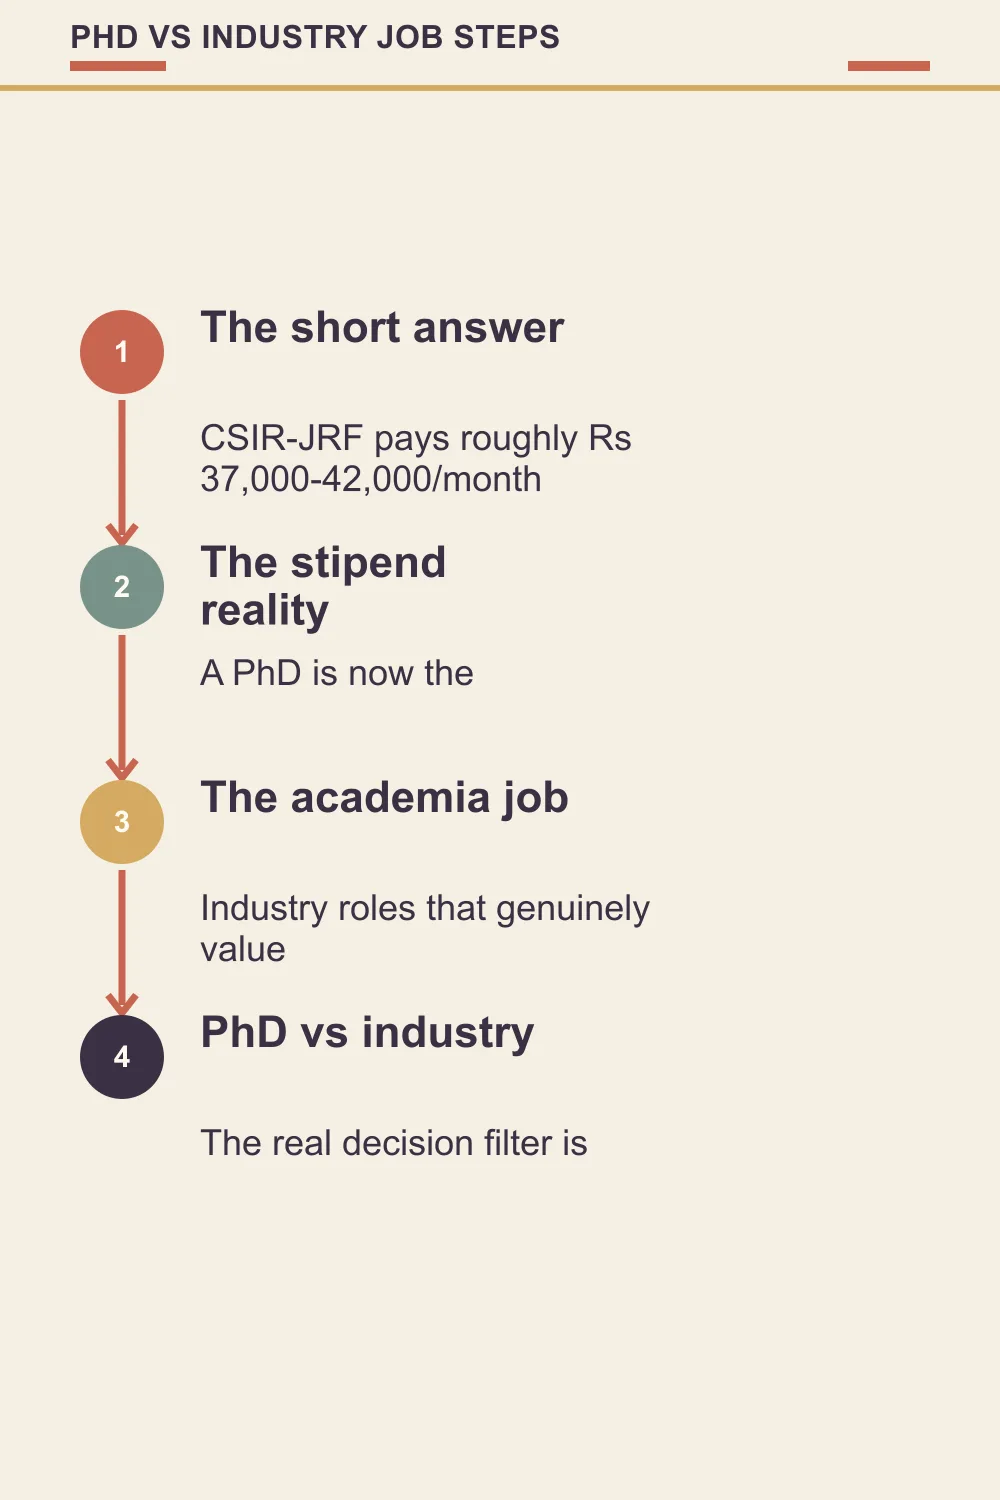 PHD VS INDUSTRY JOB STEPS
1
The short answer
CSIR-JRF pays roughly Rs
37,000-42,000/month
2
The stipend
reality
A PhD is now the
3
The academia job
Industry roles that genuinely
value
4
PhD vs industry
The real decision filter is